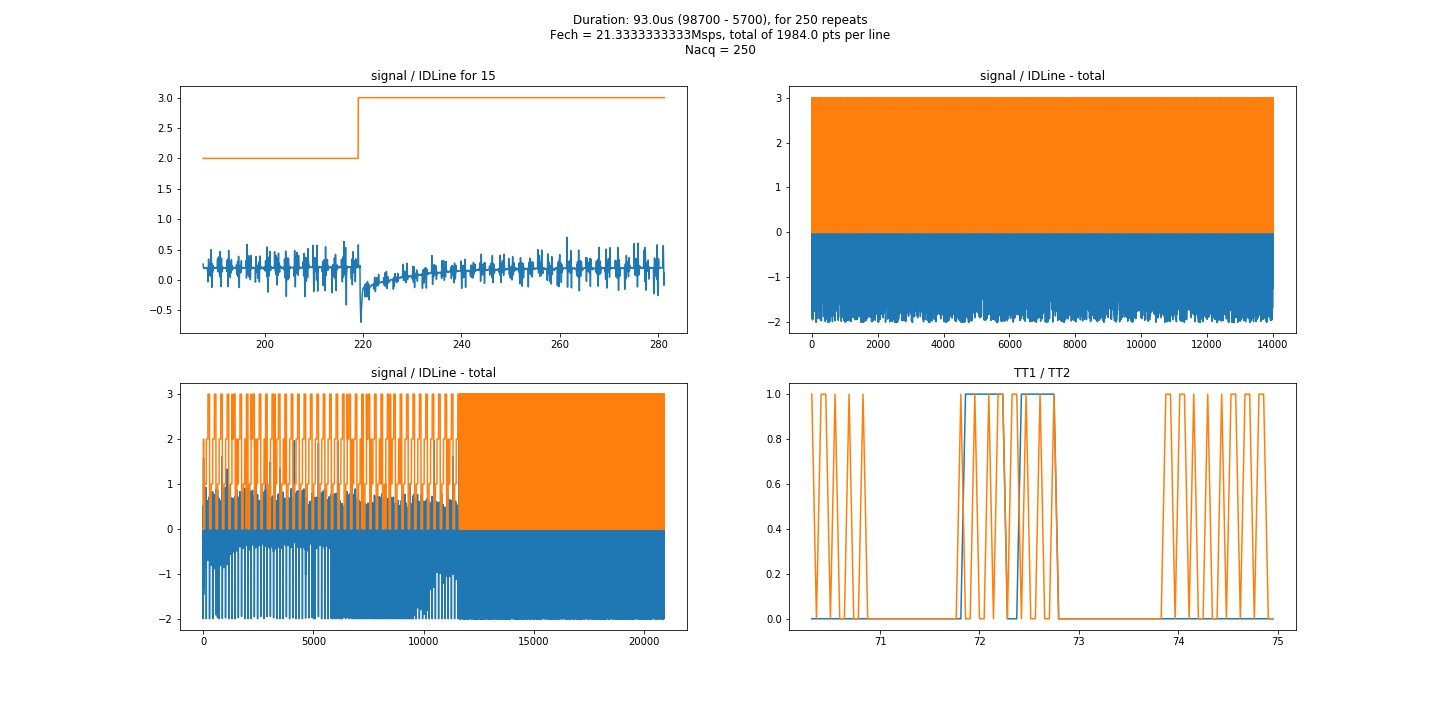 Duration: 93.0us (98700 - 5700), for 250 repeats
Fech = 21.3333333333Msps, total of 1984.0 pts per line
Nacq = 250
signal / IDLine for 15
3.0
2.5
2.0
1.5
1.0
0.5
0.0
−0.5
200 220 240 260 280
signal / IDLine - total
3
2
1
0
−1
−2
0 2000 4000 6000 8000 10000 12000 14000
signal / IDLine - total
3
2
1
0
−1
−2
0 5000 10000 15000 20000
TT1 / TT2
1.0
0.8
0.6
0.4
0.2
0.0
71 72 73 74 75